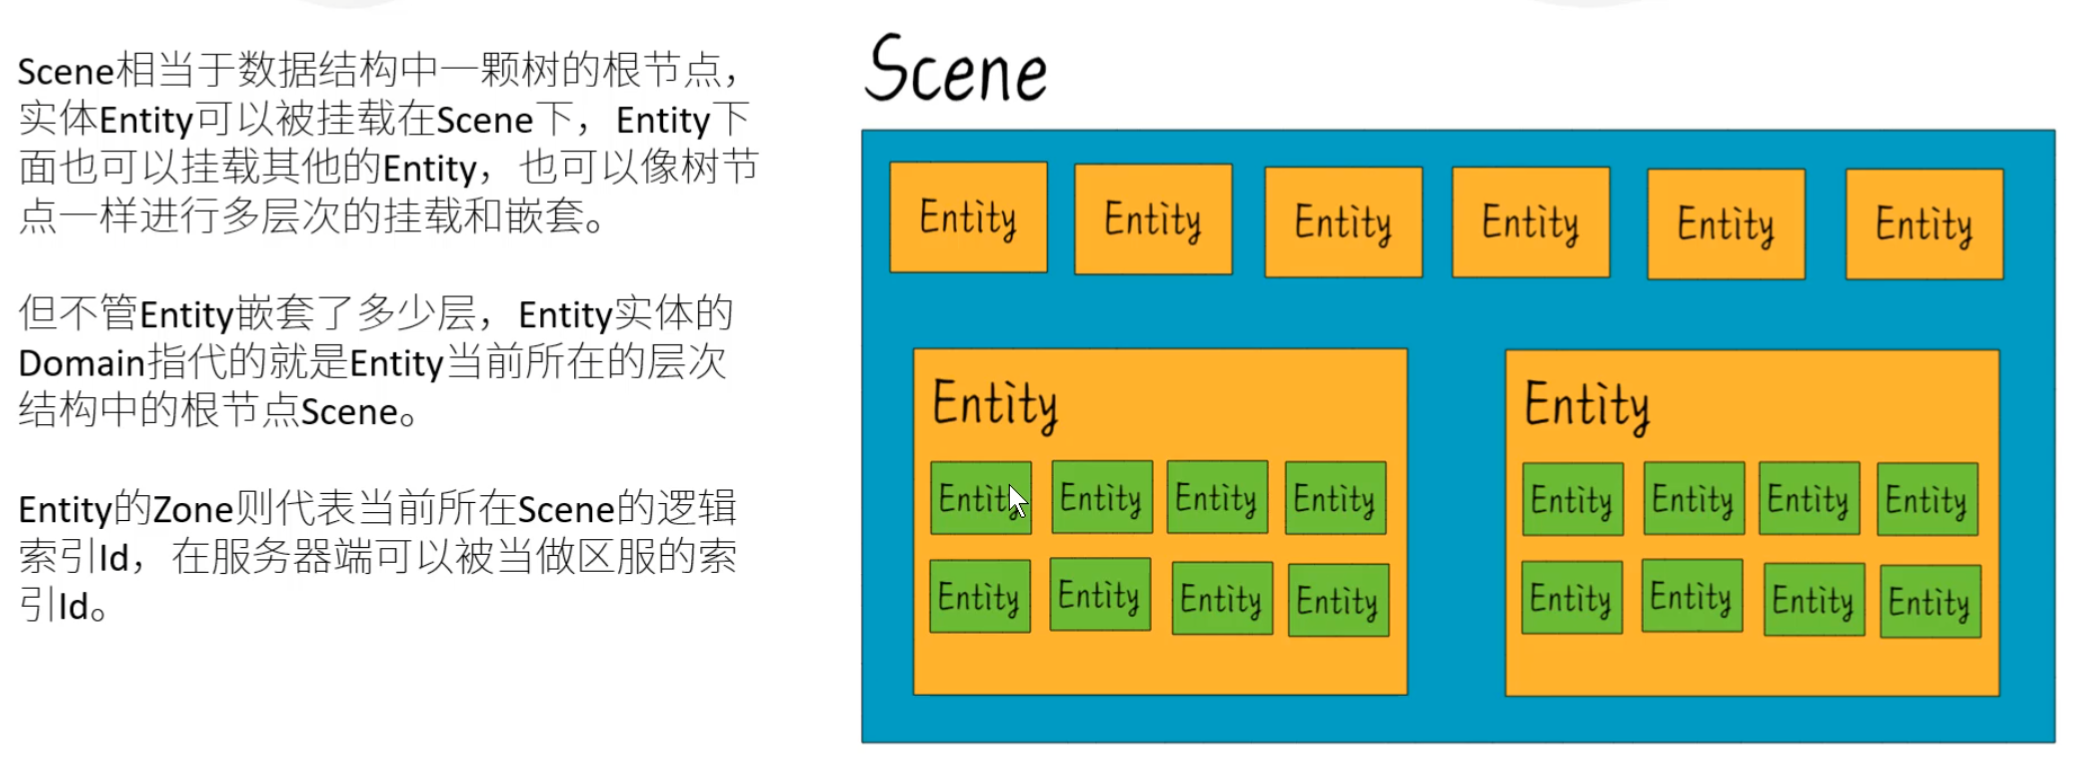 Scene相当于数据结构中一颗树的根节点，
实体Entity可以被挂载在Scene下，Entity下
面也可以挂载其他的Entity，也可以像树节
点一样进行多层次的挂载和嵌套。
但不管Entity嵌套了多少层，Entity实体的
Domain指代的就是Entity当前所在的层次
结构中的根节点Scene。
Entity的Zone则代表当前所在Scene的逻辑
索引Id，在服务器端可以被当做区服的索
引Id。
Scene
Entity Entity Entity Entity Entity Entity
Entity
Entity Entity Entity Entity
Entity Entity Entity Entity
Entity
Entity Entity Entity Entity
Entity Entity Entity Entity